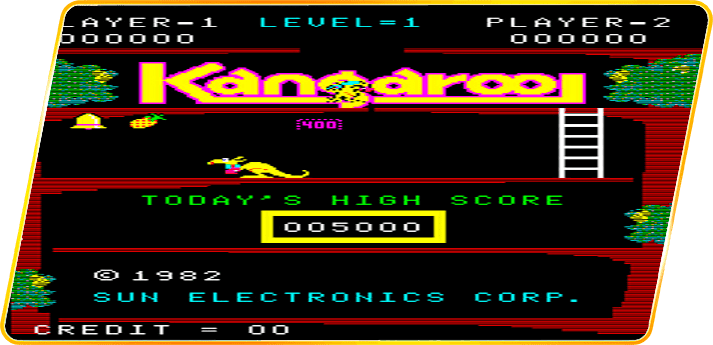 LAYER-1 LEVEL=1 PLAYER-2
000000 000000
Kangaroo
400
TODAY'S HIGH SCORE
005000
© 1982
SUN ELECTRONICS CORP.
CREDIT = 00